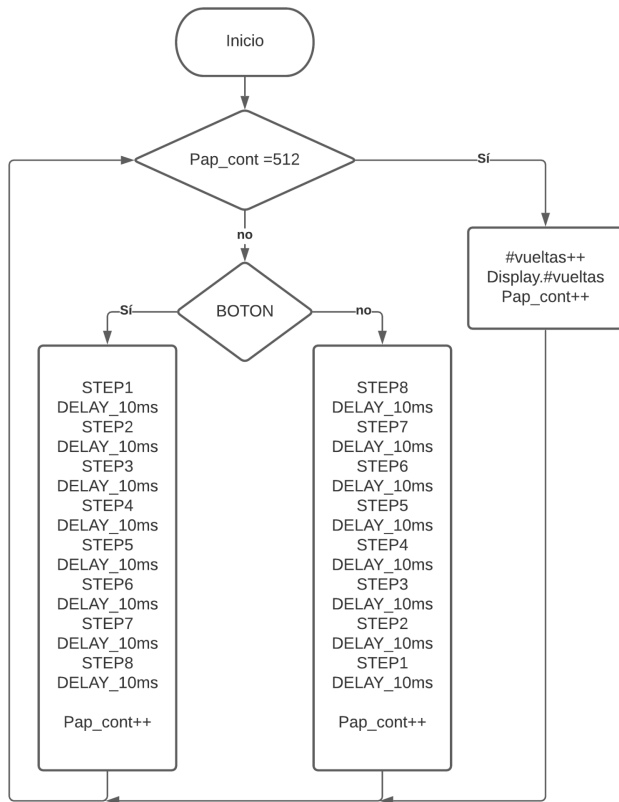 Inicio
Pap_cont =512
Sí
no
#vueltas++
Display.#vueltas
Pap_cont++
BOTON
Sí
no
STEP1
DELAY_10ms
STEP2
DELAY_10ms
STEP3
DELAY_10ms
STEP4
DELAY_10ms
STEP5
DELAY_10ms
STEP6
DELAY_10ms
STEP7
DELAY_10ms
STEP8
DELAY_10ms
Pap_cont++
STEP8
DELAY_10ms
STEP7
DELAY_10ms
STEP6
DELAY_10ms
STEP5
DELAY_10ms
STEP4
DELAY_10ms
STEP3
DELAY_10ms
STEP2
DELAY_10ms
STEP1
DELAY_10ms
Pap_cont++